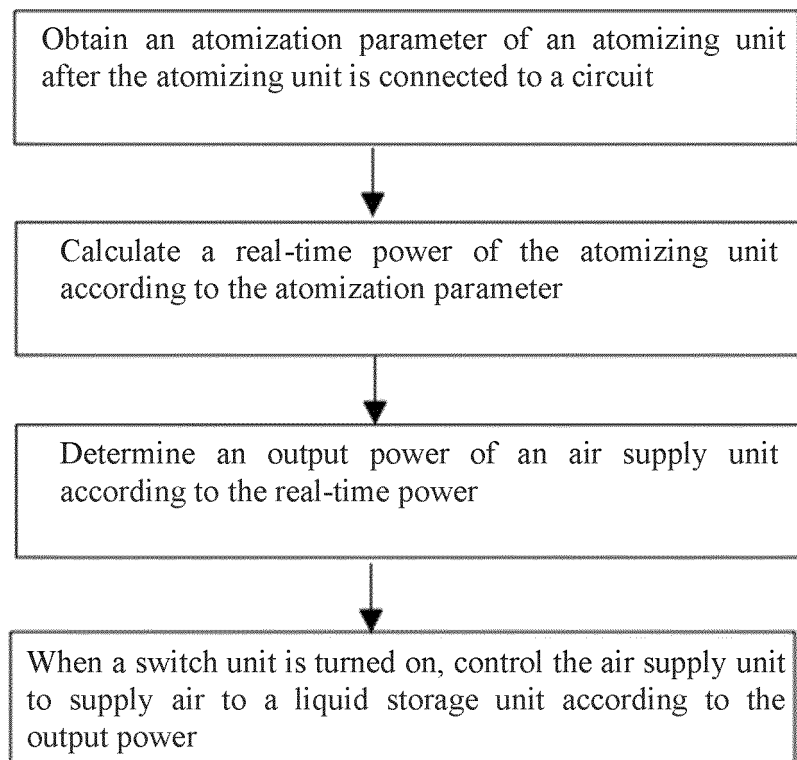 Obtain an atomization parameter of an atomizing unit
after the atomizing unit is connected to a circuit
Calculate a real-time power of the atomizing unit
according to the atomization parameter
Determine an output power of an air supply unit
according to the real-time power
When a switch unit is turned on, control the air supply unit
to supply air to a liquid storage unit according to the
output power